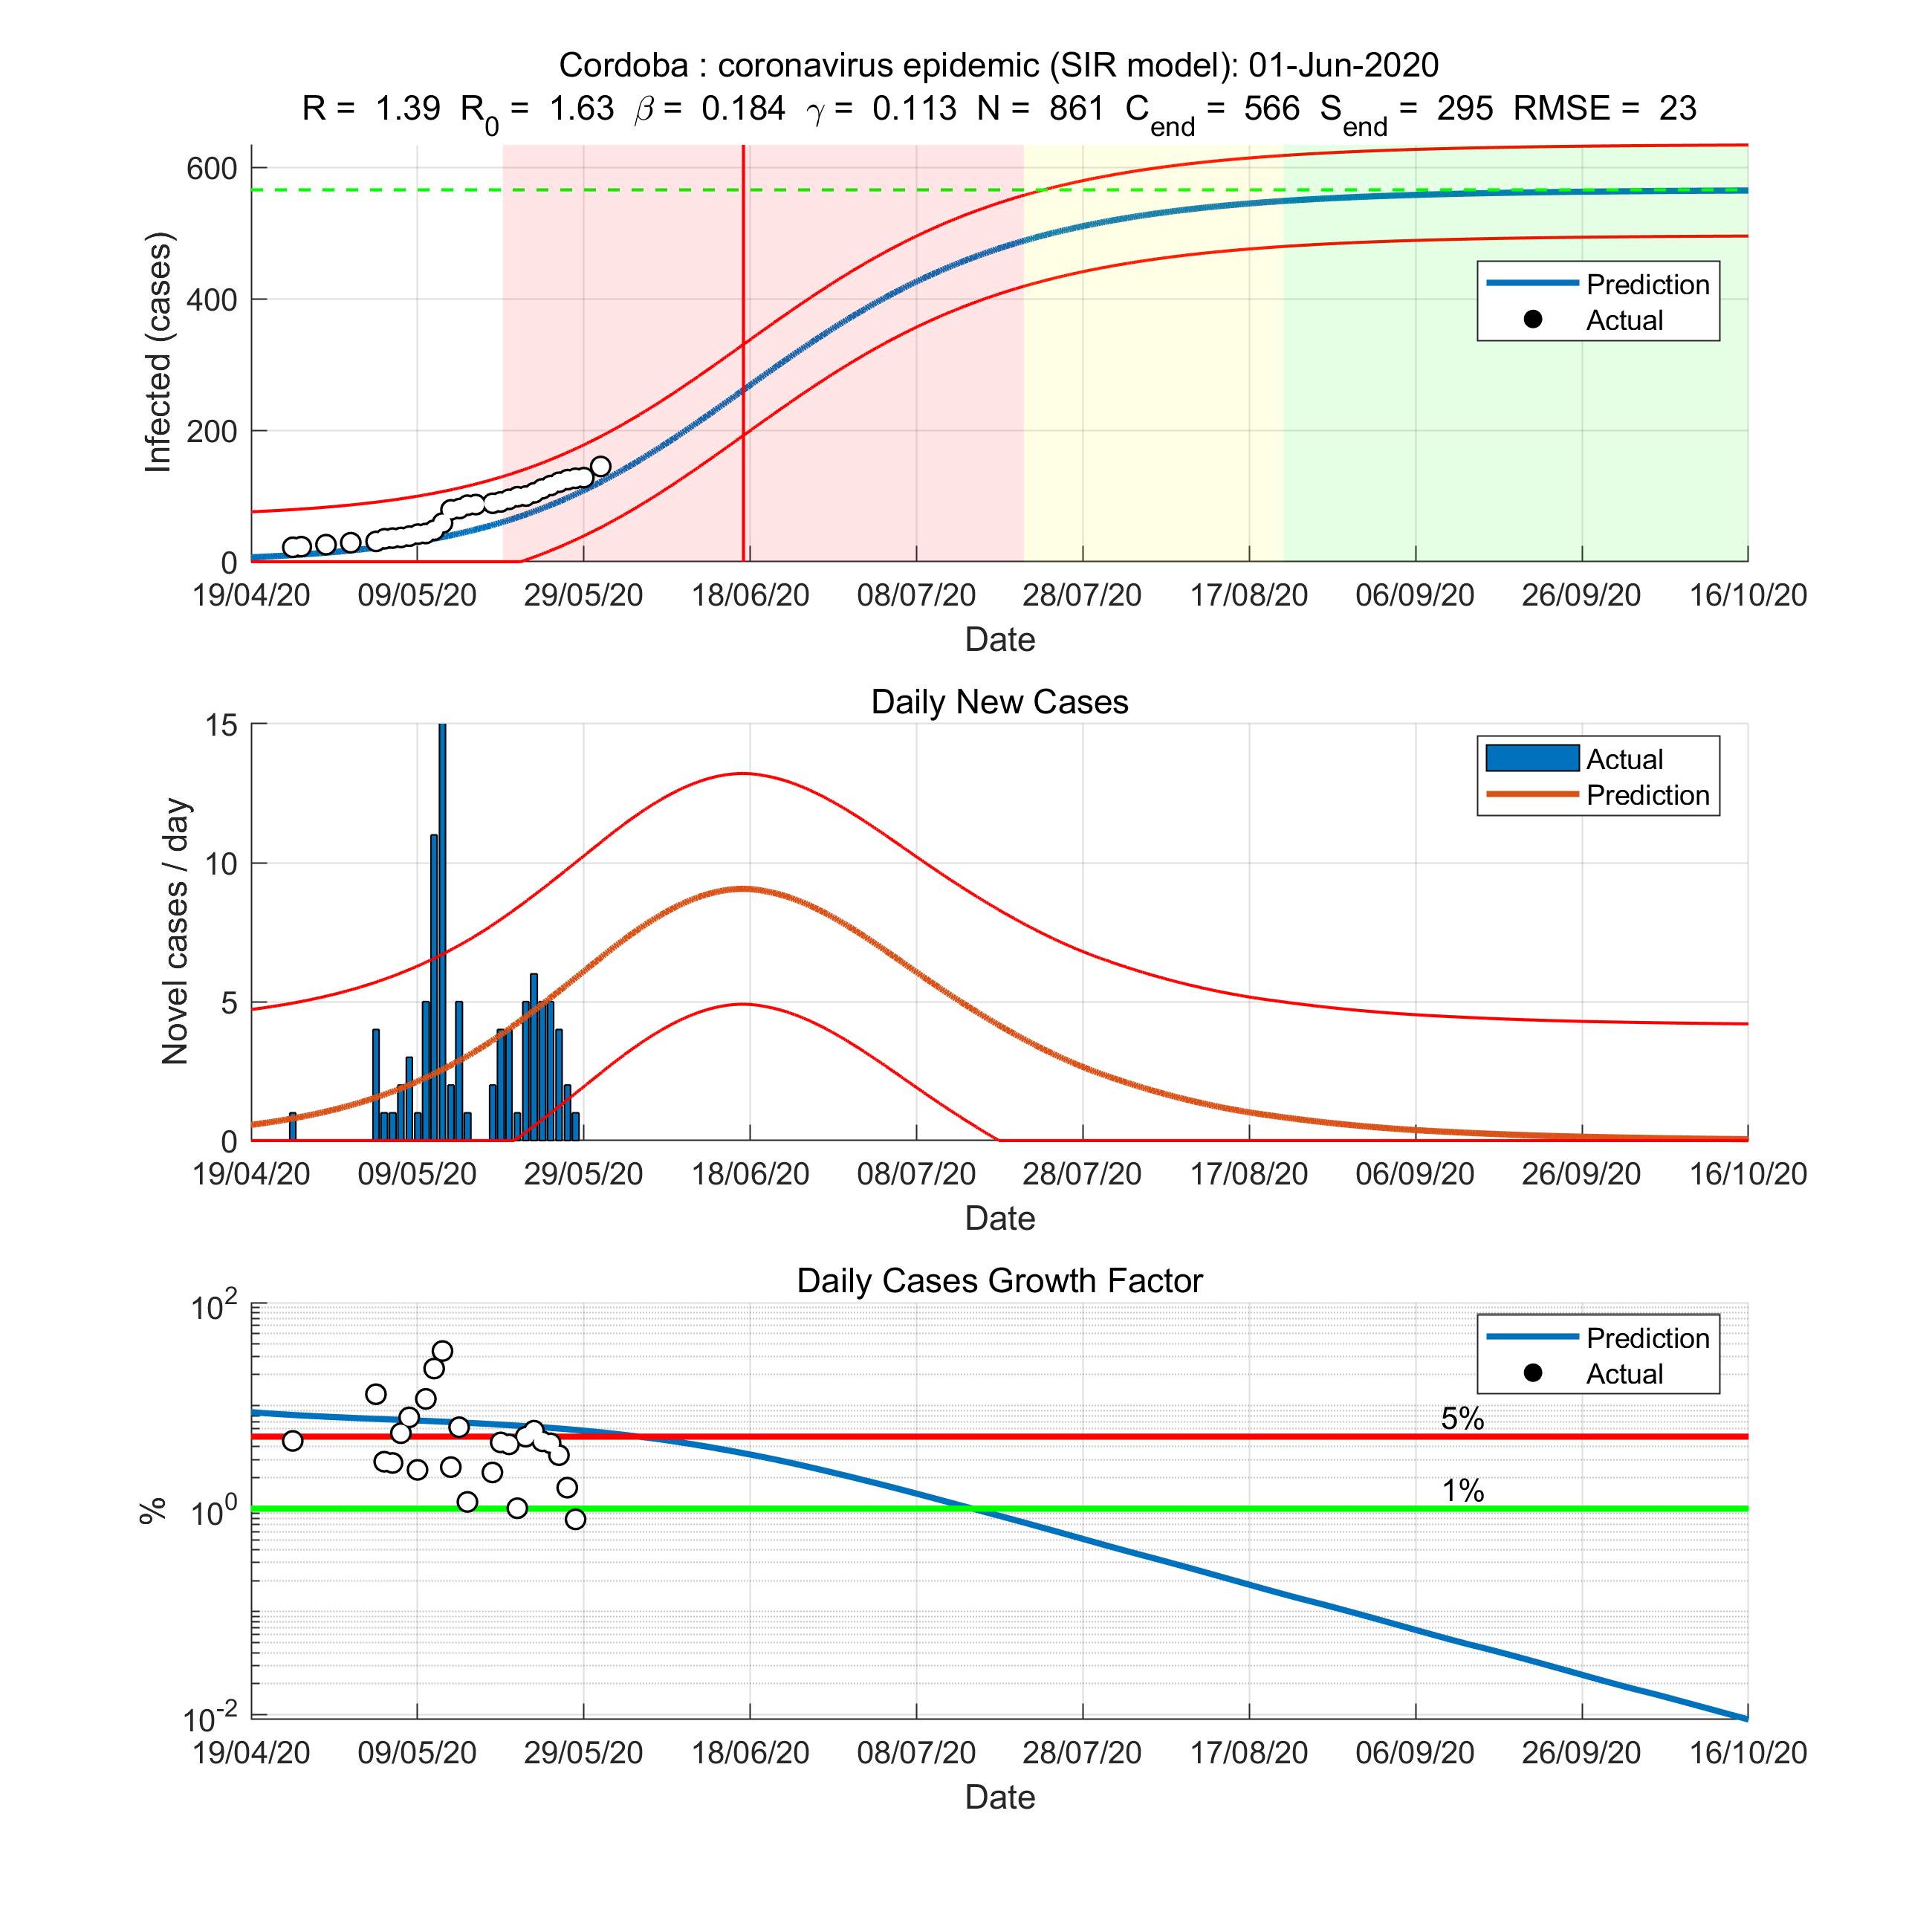 Cordoba : coronavirus epidemic (SIR model): 01-Jun-2020
R = 1.39 R0 = 1.63 β = 0.184 γ = 0.113 N = 861 Cend = 566 Send = 295 RMSE = 23
600
400
200
0
Infected (cases)
Prediction
Actual
19/04/20 09/05/20 29/05/20 18/06/20 08/07/20 28/07/20 17/08/20 06/09/20 26/09/20 16/10/20
Date
Daily New Cases
15
10
5
0
Novel cases / day
Actual
Prediction
19/04/20 09/05/20 29/05/20 18/06/20 08/07/20 28/07/20 17/08/20 06/09/20 26/09/20 16/10/20
Date
Daily Cases Growth Factor
10^2
10^0
10^-2
%
Prediction
Actual
5%
1%
19/04/20 09/05/20 29/05/20 18/06/20 08/07/20 28/07/20 17/08/20 06/09/20 26/09/20 16/10/20
Date